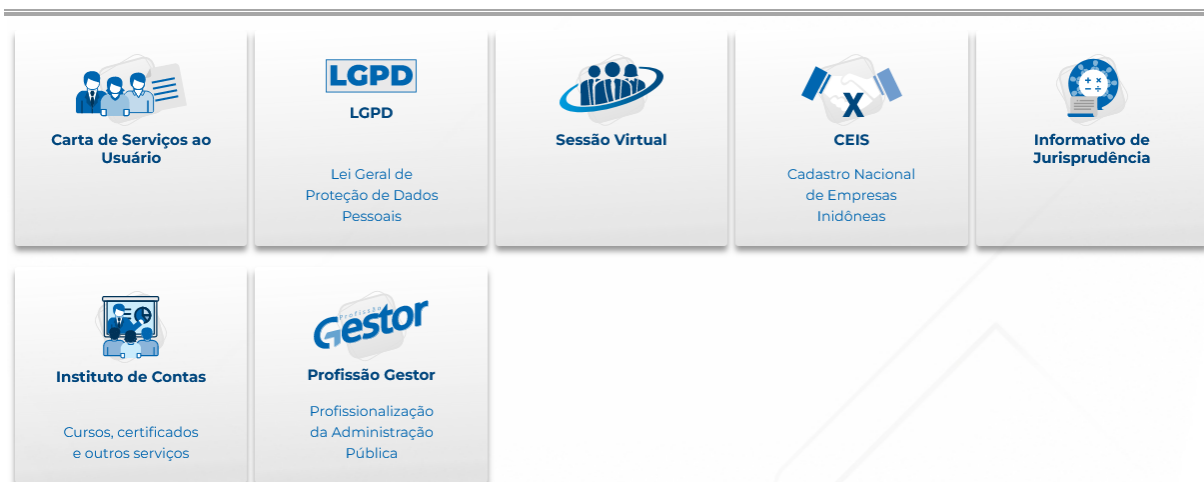 Carta de Serviços ao
Usuário
LGPD
LGPD
Lei Geral de
Proteção de Dados
Pessoais
Sessão Virtual
X
CEIS
Cadastro Nacional
de Empresas
Inidôneas
Informativo de
Jurisprudência
Instituto de Contas
Cursos, certificados
e outros serviços
Profissão
Gestor
Profissão Gestor
Profissionalização
da Administração
Pública